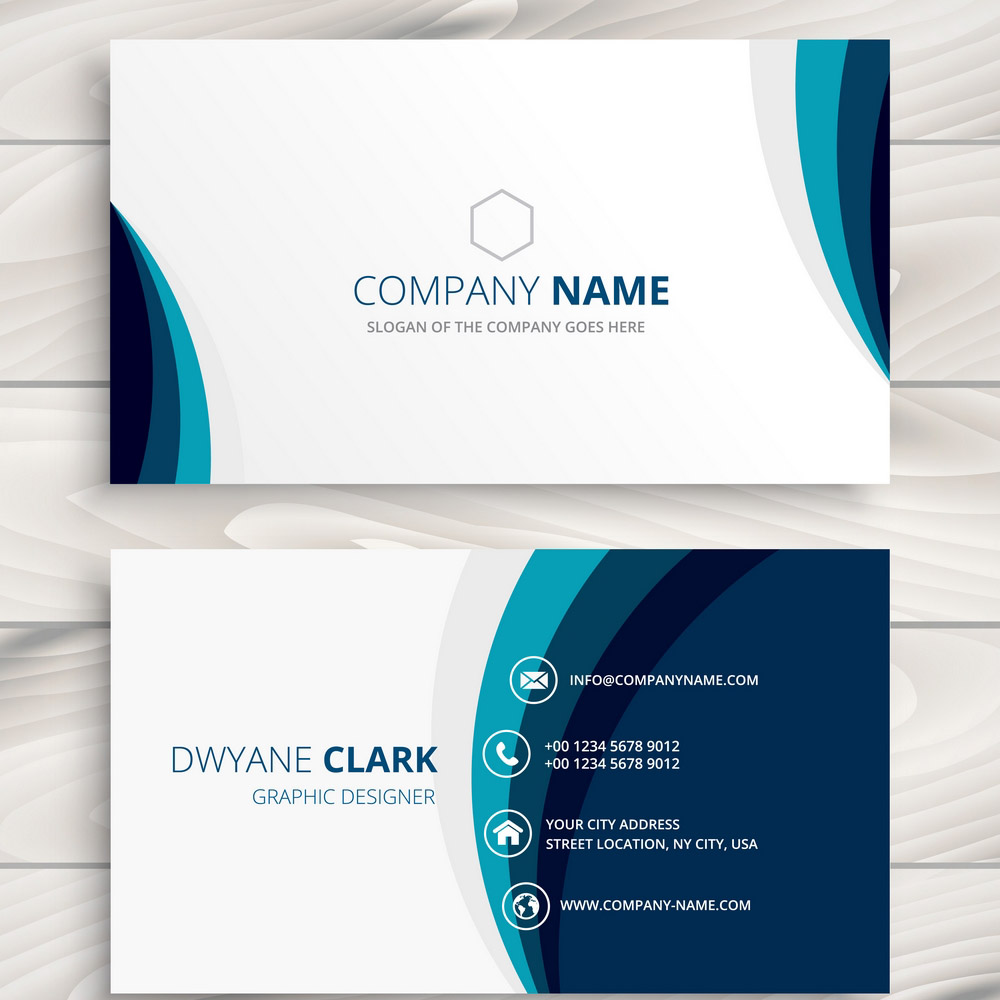 COMPANY NAME
SLOGAN OF THE COMPANY GOES HERE
DWYANE CLARK
GRAPHIC DESIGNER
INFO@COMPANYNAME.COM
+00 1234 5678 9012
+00 1234 5678 9012
YOUR CITY ADDRESS
STREET LOCATION, NY CITY, USA
WWW.COMPANY-NAME.COM